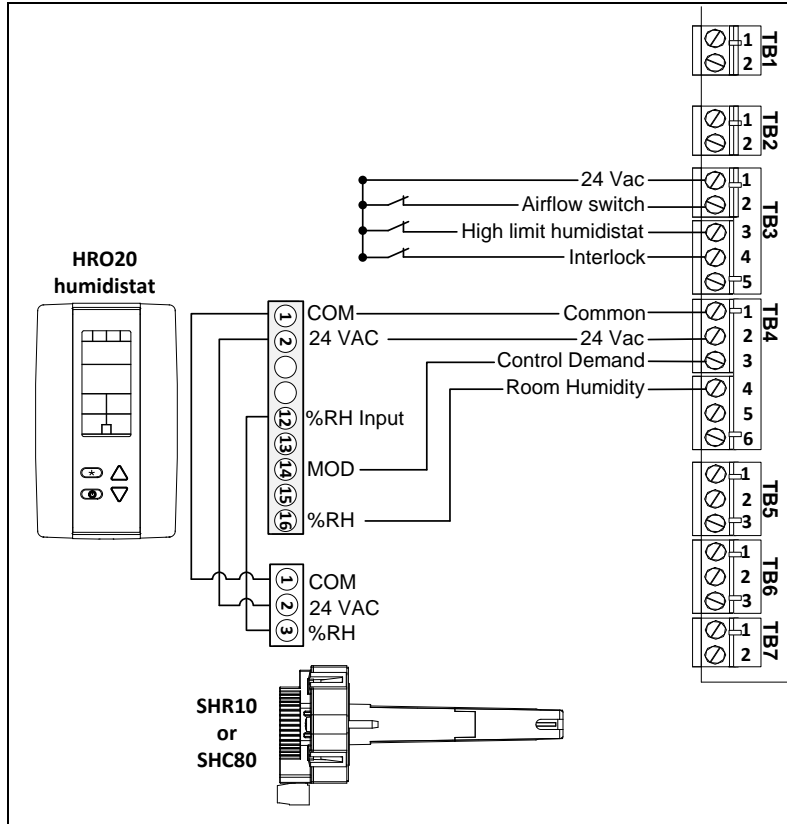 1 TB1
2
1 TB2
2
24 Vac 1 TB3
Airflow switch 2
High limit humidistat 3
Interlock 4
5
HRO20
humidistat
1 COM Common 1 TB4
2 24 VAC 24 Vac 2
Control Demand 3
Room Humidity 4
12 %RH Input 5
13 6
14 MOD
15
16 %RH
1 TB5
2
3
1 COM
2 24 VAC
3 %RH
1 TB6
2
3
1 TB7
2
SHR10
or
SHC80